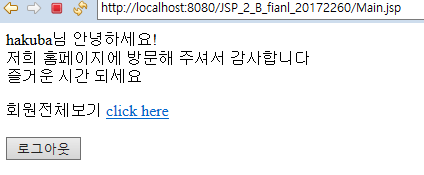 http://localhost:8080/JSP_2_B_fianl_20172260/Main.jsp
hakuba님 안녕하세요!
저희 홈페이지에 방문해 주셔서 감사합니다
즐거운 시간 되세요
회원전체보기 click here
로그아웃